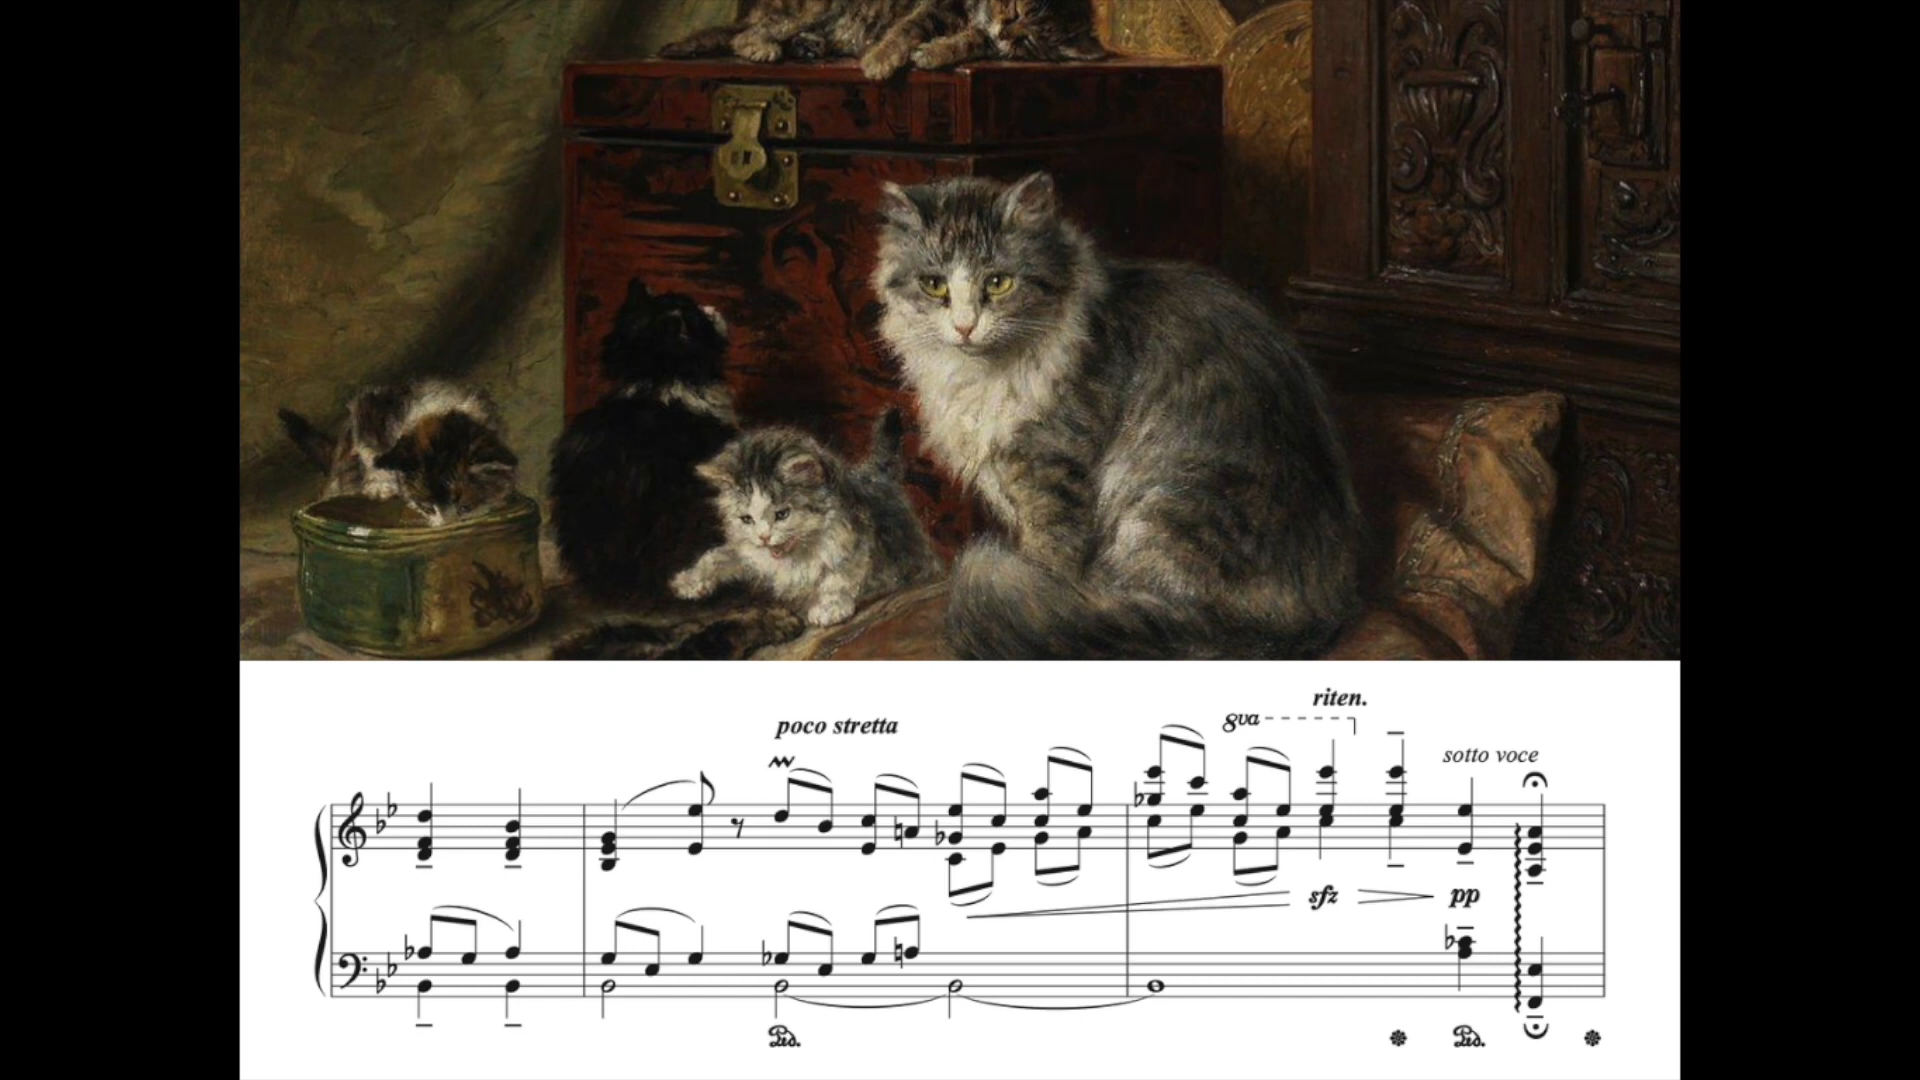 riten.
8va
poco stretta
sotto voce
sfz
pp
Ped.
Ped.